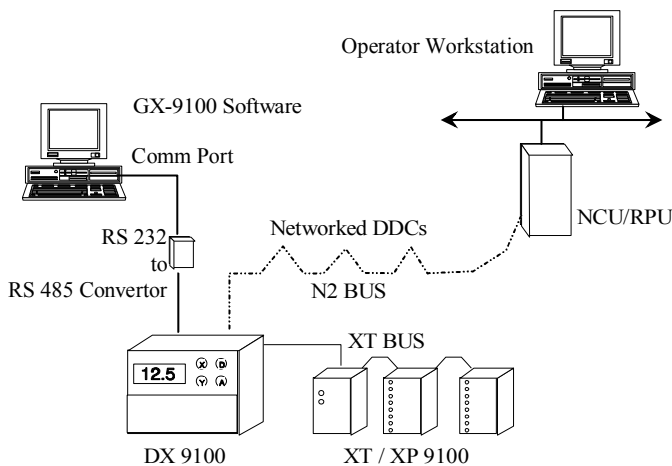 Operator Workstation
GX-9100 Software
Comm Port
NCU/RPU
Networked DDCs
RS 232
to
RS 485 Convertor
N2 BUS
XT BUS
12.5
X D
Y A
DX 9100
XT / XP 9100